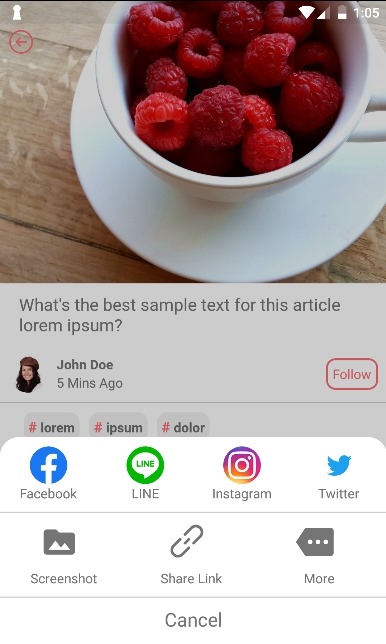 1:05
What's the best sample text for this article
lorem ipsum?
John Doe
5 Mins Ago
Follow
# lorem # ipsum # dolor
LINE
Facebook LINE Instagram Twitter
Screenshot Share Link More
Cancel